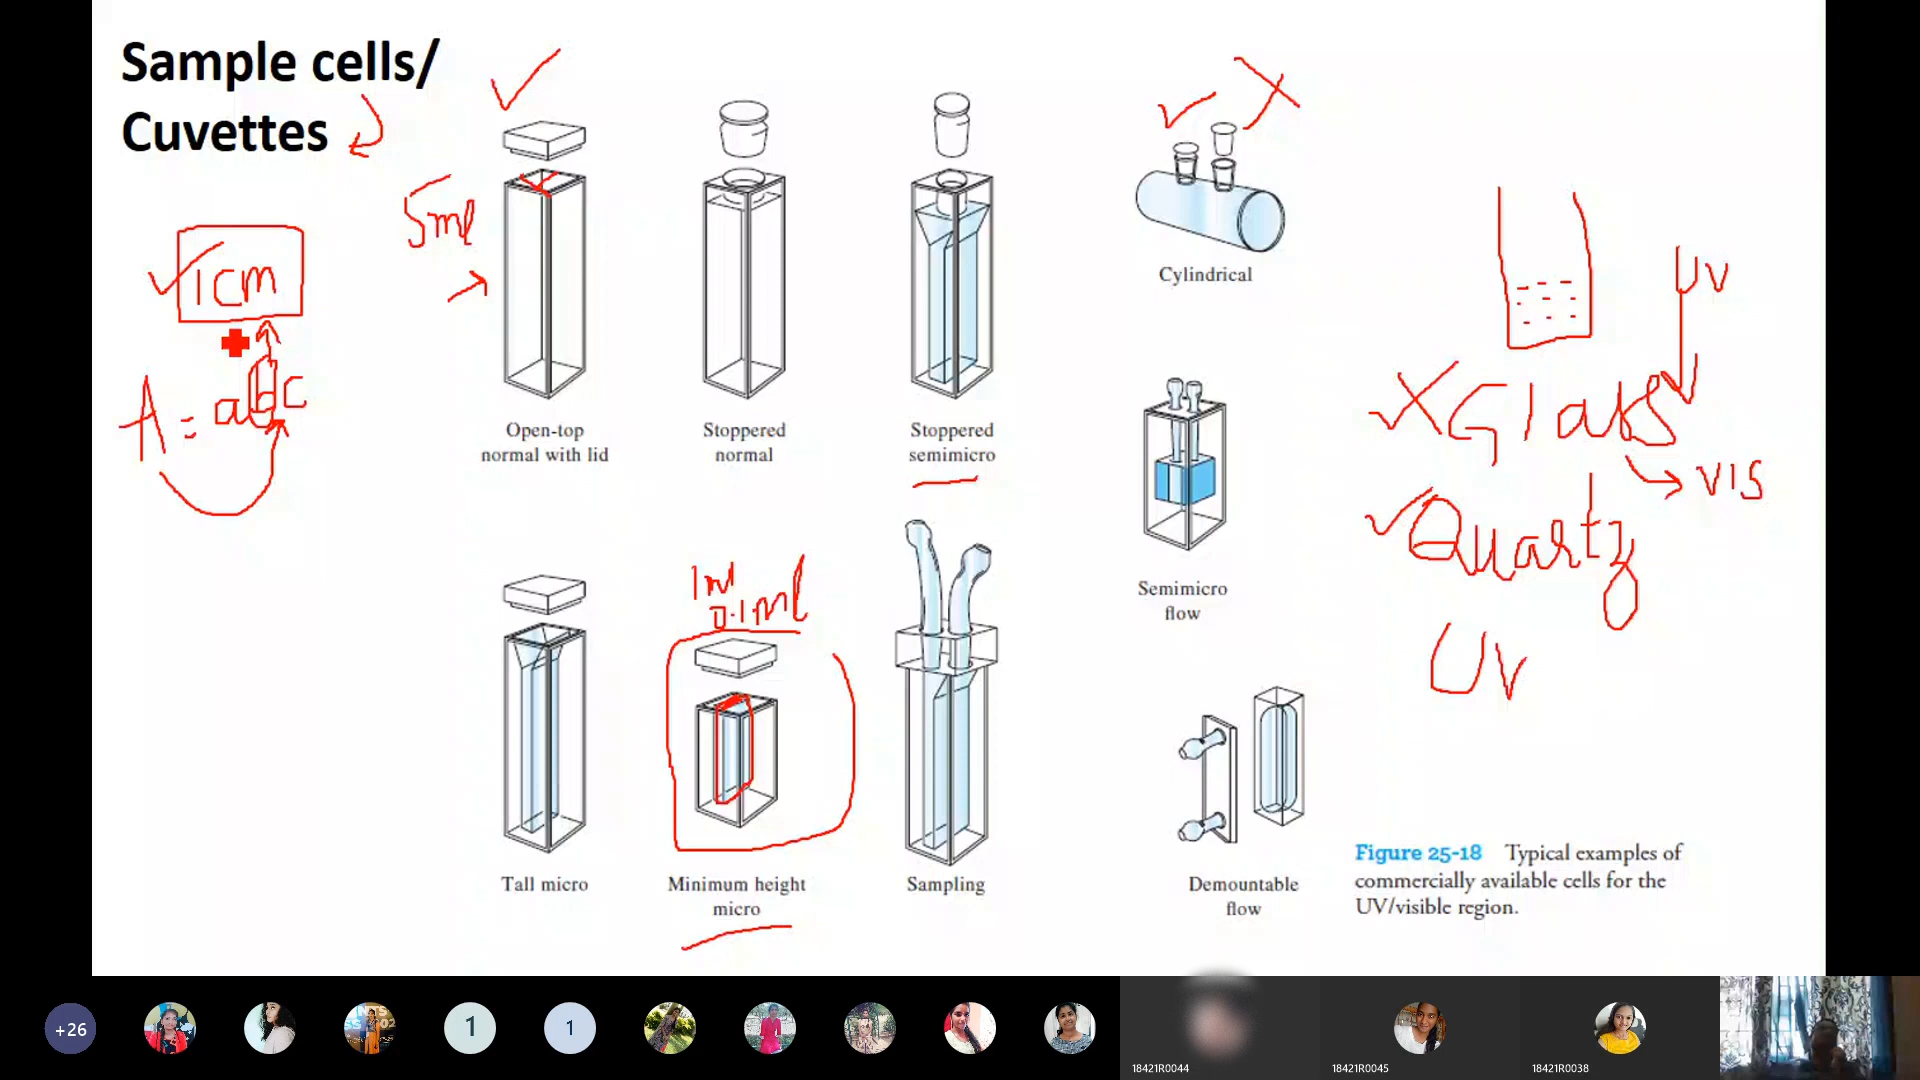 Sample cells/
Cuvettes
1cm
A = abc
5ml
Open-top
normal with lid
Stoppered
normal
Stoppered
semimicro
Cylindrical
Semimicro
flow
1ml
0.1ml
Tall micro
Minimum height
micro
Sampling
Demountable
flow
UV
Glass
VIS
Quartz
UV
Figure 25-18 Typical examples of
commercially available cells for the
UV/visible region.
+26
1
1
18421R0044
18421R0045
18421R0038